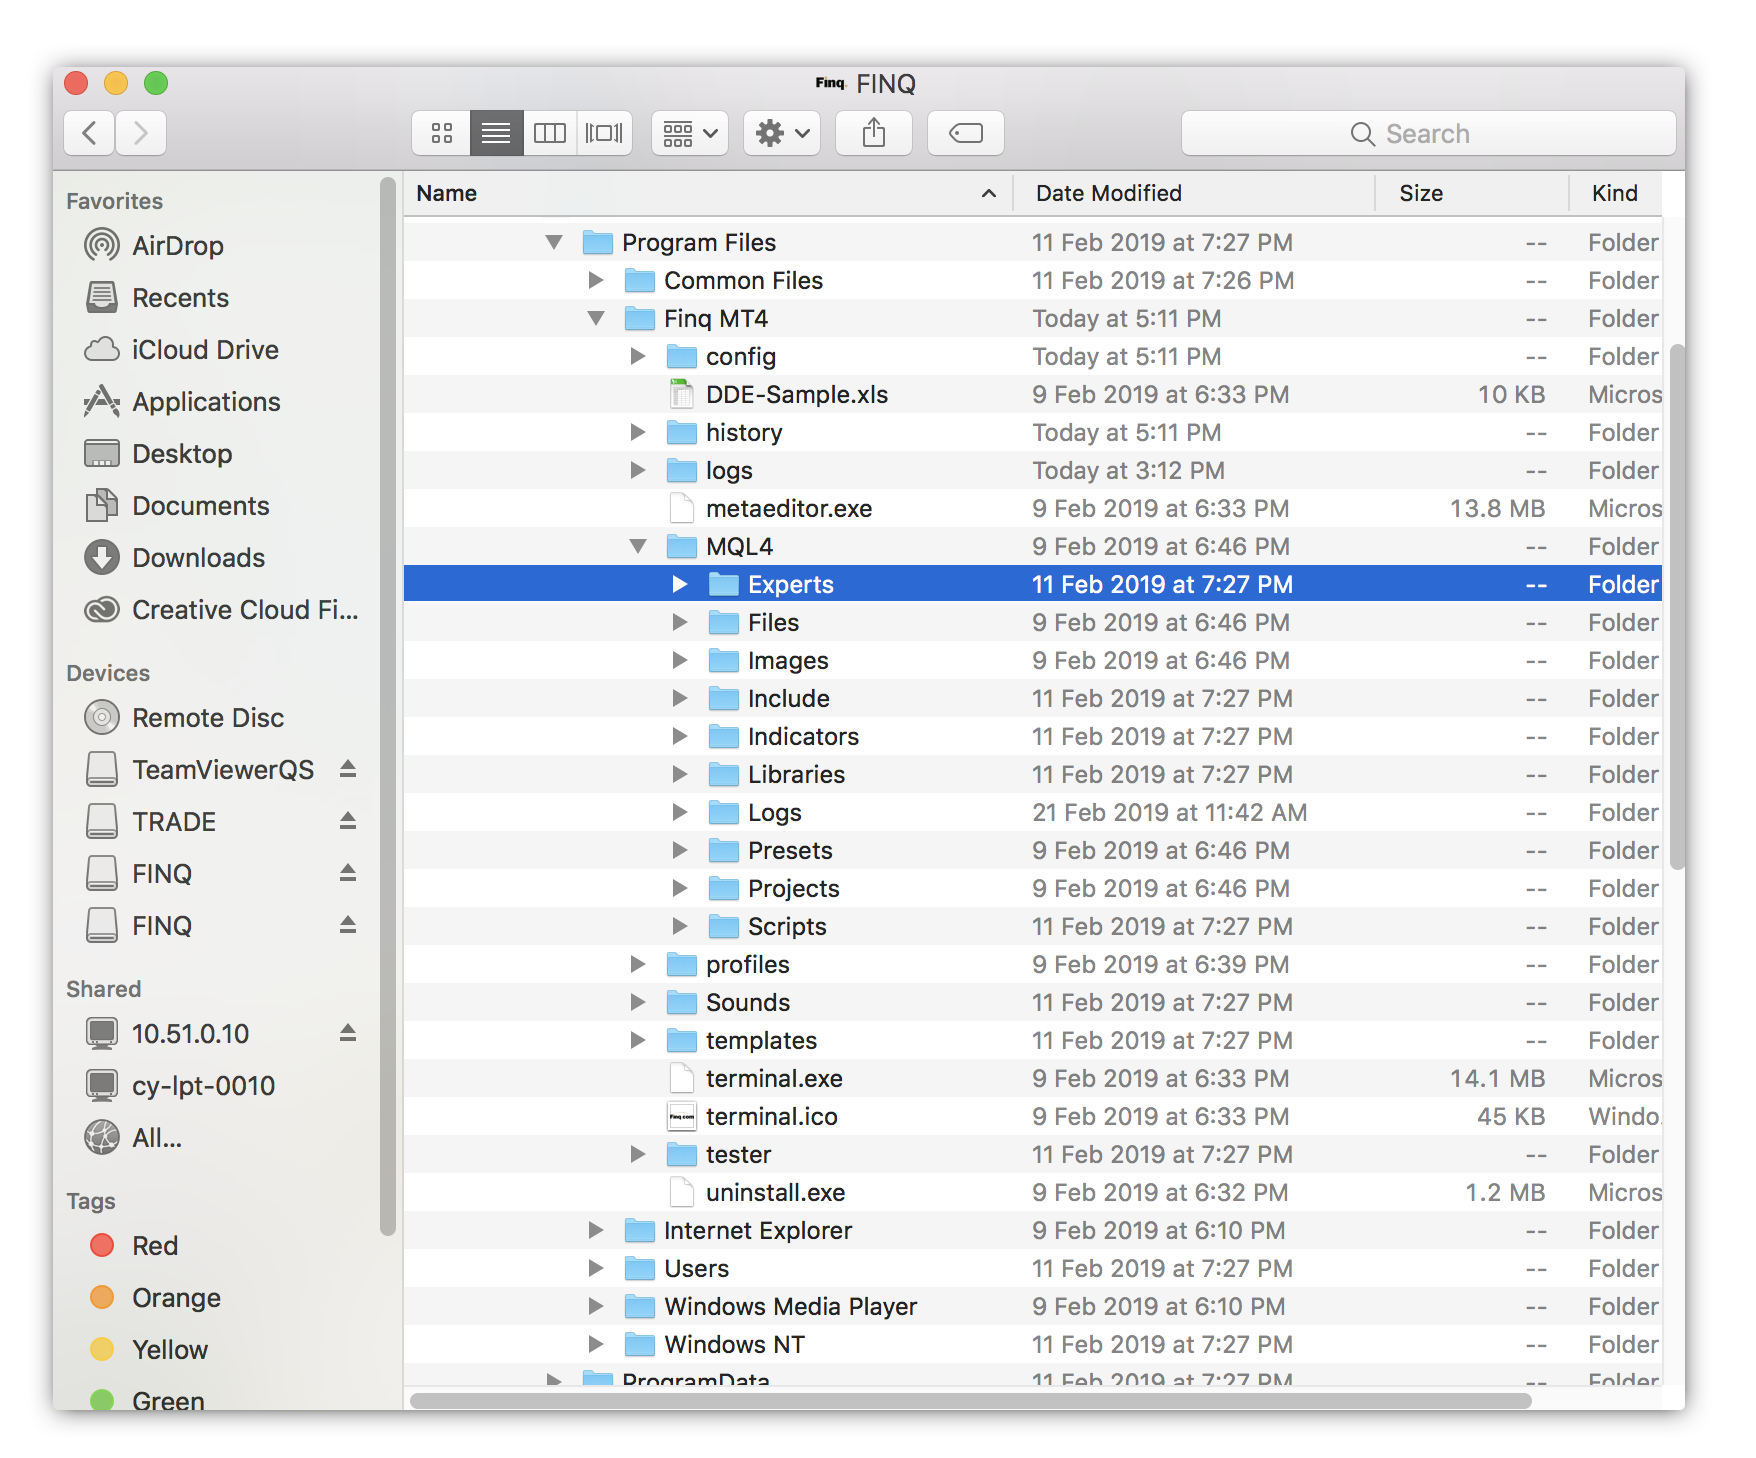 Finq. FINQ
Search
Favorites
AirDrop
Recents
iCloud Drive
Applications
Desktop
Documents
Downloads
Creative Cloud Fi...
Devices
Remote Disc
TeamViewerQS
TRADE
FINQ
FINQ
Shared
10.51.0.10
cy-lpt-0010
All...
Tags
Red
Orange
Yellow
Green
Name Date Modified Size Kind
Program Files 11 Feb 2019 at 7:27 PM -- Folder
Common Files 11 Feb 2019 at 7:26 PM -- Folder
Finq MT4 Today at 5:11 PM -- Folder
config Today at 5:11 PM -- Folder
DDE-Sample.xls 9 Feb 2019 at 6:33 PM 10 KB Micros
history Today at 5:11 PM -- Folder
logs Today at 3:12 PM -- Folder
metaeditor.exe 9 Feb 2019 at 6:33 PM 13.8 MB Micros
MQL4 9 Feb 2019 at 6:46 PM -- Folder
Experts 11 Feb 2019 at 7:27 PM -- Folder
Files 9 Feb 2019 at 6:46 PM -- Folder
Images 9 Feb 2019 at 6:46 PM -- Folder
Include 11 Feb 2019 at 7:27 PM -- Folder
Indicators 11 Feb 2019 at 7:27 PM -- Folder
Libraries 11 Feb 2019 at 7:27 PM -- Folder
Logs 21 Feb 2019 at 11:42 AM -- Folder
Presets 9 Feb 2019 at 6:46 PM -- Folder
Projects 9 Feb 2019 at 6:46 PM -- Folder
Scripts 11 Feb 2019 at 7:27 PM -- Folder
profiles 9 Feb 2019 at 6:39 PM -- Folder
Sounds 11 Feb 2019 at 7:27 PM -- Folder
templates 11 Feb 2019 at 7:27 PM -- Folder
terminal.exe 9 Feb 2019 at 6:33 PM 14.1 MB Micros
Finq.com terminal.ico 9 Feb 2019 at 6:33 PM 45 KB Windo.
tester 11 Feb 2019 at 7:27 PM -- Folder
uninstall.exe 9 Feb 2019 at 6:32 PM 1.2 MB Micros
Internet Explorer 9 Feb 2019 at 6:10 PM -- Folder
Users 11 Feb 2019 at 7:27 PM -- Folder
Windows Media Player 9 Feb 2019 at 6:10 PM -- Folder
Windows NT 11 Feb 2019 at 7:27 PM -- Folder
ProgramData 11 Feb 2019 at 7:27 PM -- Folder